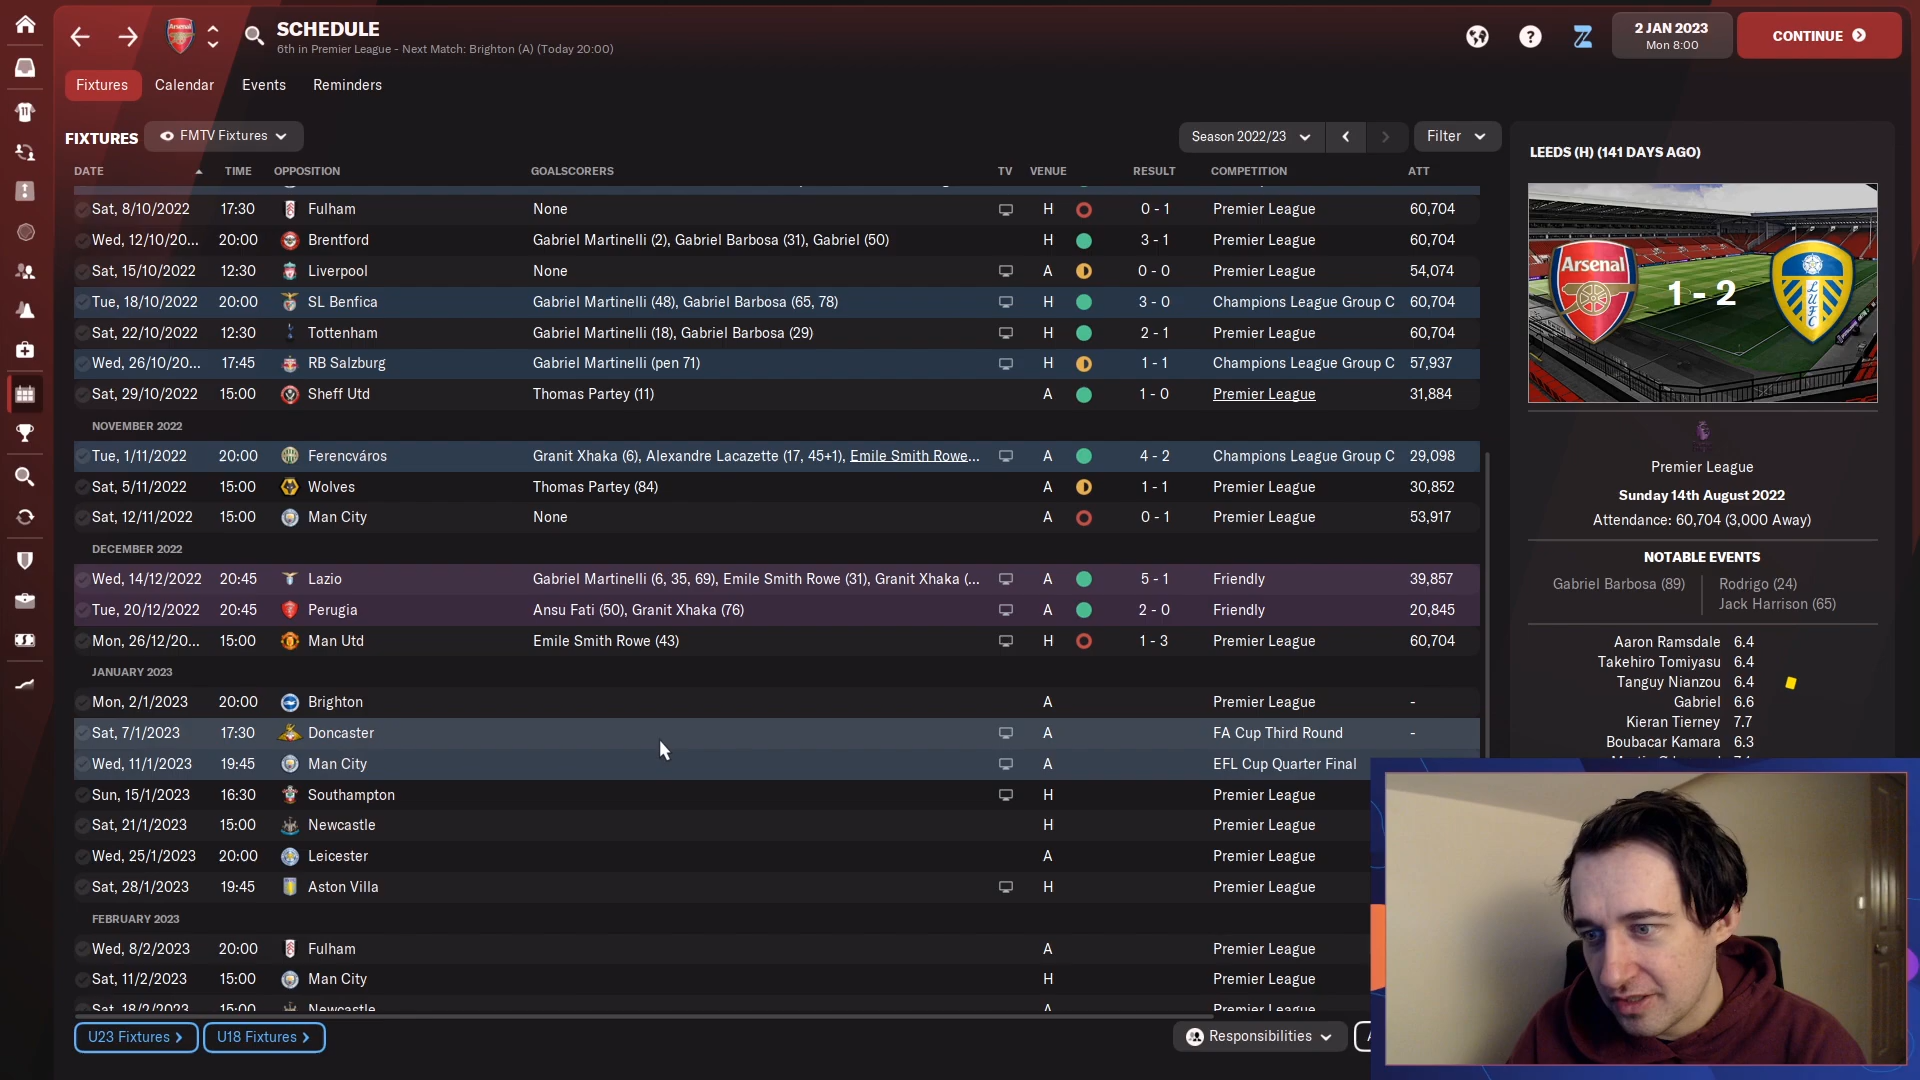 SCHEDULE
6th in Premier League - Next Match: Brighton (A) (Today 20:00)
2 JAN 2023
Mon 8:00
CONTINUE
Fixtures Calendar Events Reminders
FIXTURES FMTV Fixtures Season 2022/23 Filter
DATE TIME OPPOSITION GOALSCORERS TV VENUE RESULT COMPETITION ATT
Sat, 8/10/2022 17:30 Fulham None H 0 - 1 Premier League 60,704
Wed, 12/10/20... 20:00 Brentford Gabriel Martinelli (2), Gabriel Barbosa (31), Gabriel (50) H 3 - 1 Premier League 60,704
Sat, 15/10/2022 12:30 Liverpool None A 0 - 0 Premier League 54,074
Tue, 18/10/2022 20:00 SL Benfica Gabriel Martinelli (48), Gabriel Barbosa (65, 78) H 3 - 0 Champions League Group C 60,704
Sat, 22/10/2022 12:30 Tottenham Gabriel Martinelli (18), Gabriel Barbosa (29) H 2 - 1 Premier League 60,704
Wed, 26/10/20... 17:45 RB Salzburg Gabriel Martinelli (pen 71) H 1 - 1 Champions League Group C 57,937
Sat, 29/10/2022 15:00 Sheff Utd Thomas Partey (11) A 1 - 0 Premier League 31,884
NOVEMBER 2022
Tue, 1/11/2022 20:00 Ferencváros Granit Xhaka (6), Alexandre Lacazette (17, 45+1), Emile Smith Rowe... A 4 - 2 Champions League Group C 29,098
Sat, 5/11/2022 15:00 Wolves Thomas Partey (84) A 1 - 1 Premier League 30,852
Sat, 12/11/2022 15:00 Man City None A 0 - 1 Premier League 53,917
DECEMBER 2022
Wed, 14/12/2022 20:45 Lazio Gabriel Martinelli (6, 35, 69), Emile Smith Rowe (31), Granit Xhaka (... A 5 - 1 Friendly 39,857
Tue, 20/12/2022 20:45 Perugia Ansu Fati (50), Granit Xhaka (76) A 2 - 0 Friendly 20,845
Mon, 26/12/20... 15:00 Man Utd Emile Smith Rowe (43) H 1 - 3 Premier League 60,704
JANUARY 2023
Mon, 2/1/2023 20:00 Brighton A Premier League -
Sat, 7/1/2023 17:30 Doncaster A FA Cup Third Round -
Wed, 11/1/2023 19:45 Man City A EFL Cup Quarter Final
Sun, 15/1/2023 16:30 Southampton H Premier League
Sat, 21/1/2023 15:00 Newcastle H Premier League
Wed, 25/1/2023 20:00 Leicester A Premier League
Sat, 28/1/2023 19:45 Aston Villa H Premier League
FEBRUARY 2023
Wed, 8/2/2023 20:00 Fulham A Premier League
Sat, 11/2/2023 15:00 Man City H Premier League
Sat, 18/2/2023 15:00 Newcastle A Premier League
U23 Fixtures U18 Fixtures Responsibilities
LEEDS (H) (141 DAYS AGO)
Arsenal 1 - 2 LUFC
Premier League
Sunday 14th August 2022
Attendance: 60,704 (3,000 Away)
NOTABLE EVENTS
Gabriel Barbosa (89) Rodrigo (24)
Jack Harrison (65)
Aaron Ramsdale 6.4
Takehiro Tomiyasu 6.4
Tanguy Nianzou 6.4
Gabriel 6.6
Kieran Tierney 7.7
Boubacar Kamara 6.3